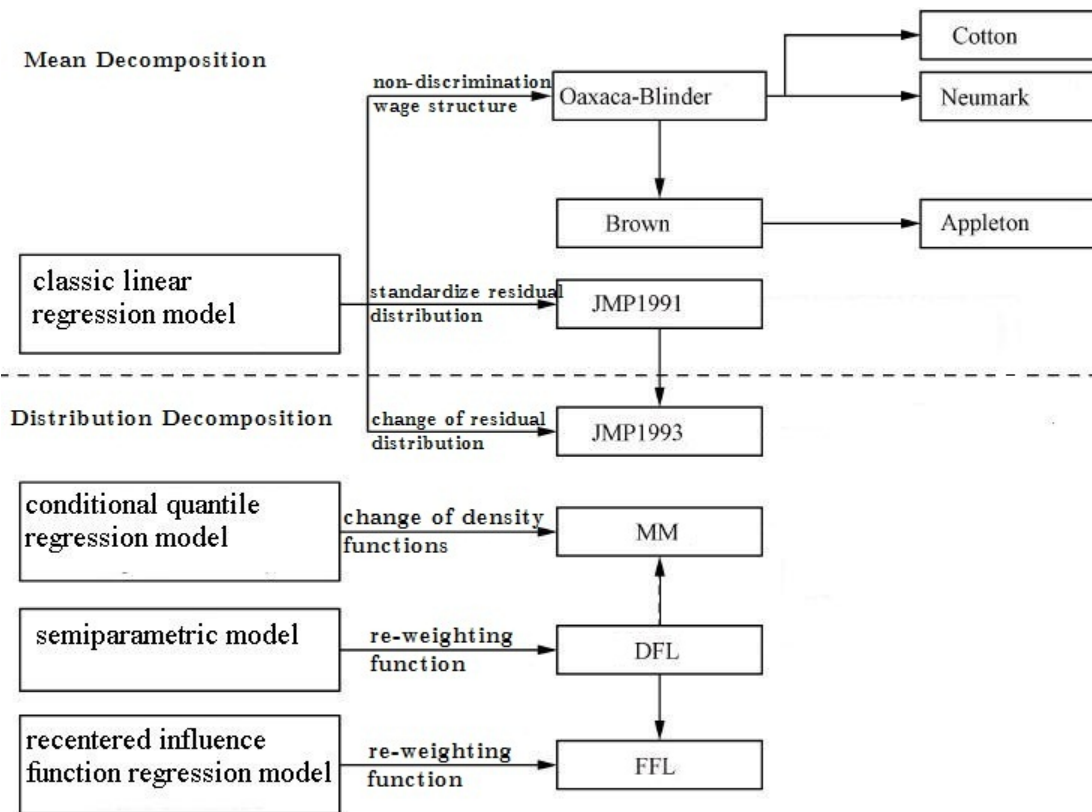 Cotton
Mean Decomposition
non-discrimination
wage structure
Oaxaca-Blinder
Neumark
Brown
Appleton
classic linear
regression model
standardize residual
distribution
JMP1991
Distribution Decomposition
change of residual
distribution
JMP1993
conditional quantile
regression model
change of density
functions
MM
semiparametric model
re-weighting
function
DFL
recentered influence
function regression model
re-weighting
function
FFL